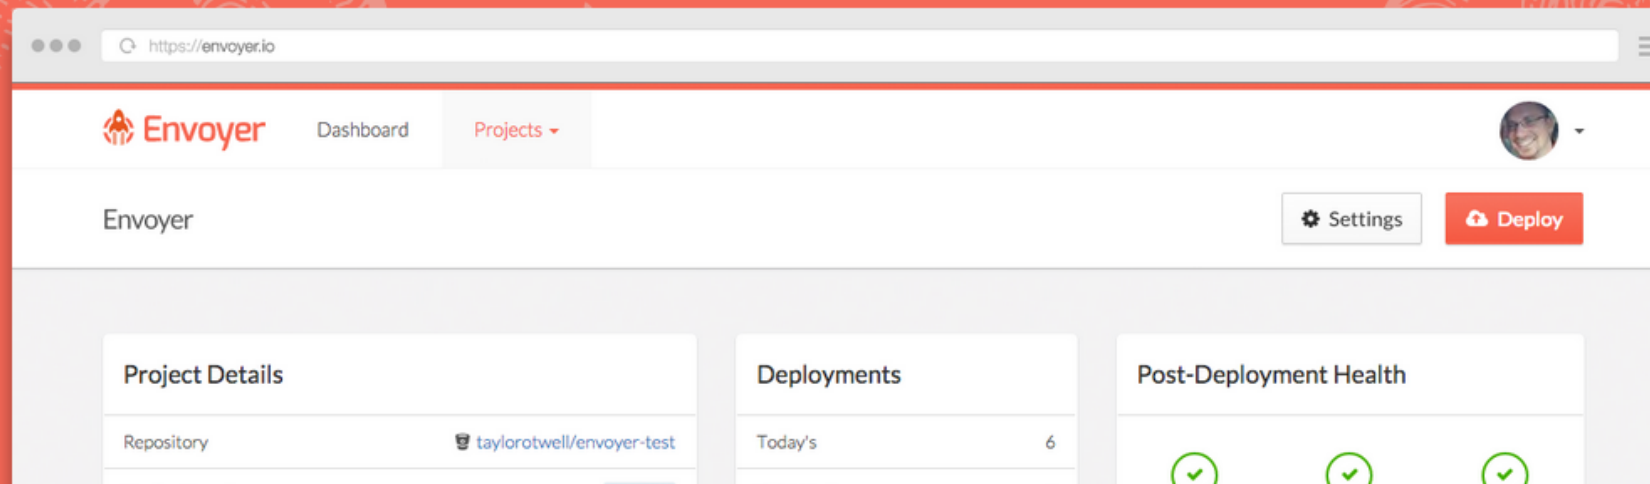 https://envoyer.io
Envoyer Dashboard Projects
Envoyer Settings Deploy
Project Details
Repository taylorotwell/envoyer-test
Deployments
Today's 6
Post-Deployment Health